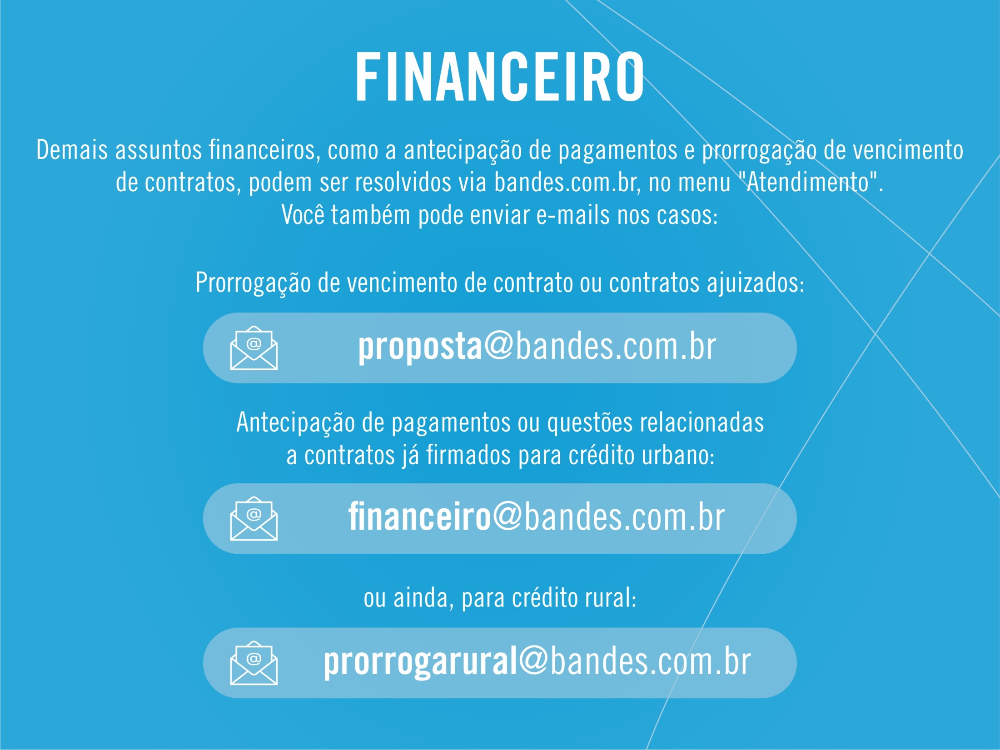 FINANCEIRO
Demais assuntos financeiros, como a antecipação de pagamentos e prorrogação de vencimento
de contratos, podem ser resolvidos via bandes.com.br, no menu "Atendimento".
Você também pode enviar e-mails nos casos:
Prorrogação de vencimento de contrato ou contratos ajuizados:
@ proposta@bandes.com.br
Antecipação de pagamentos ou questões relacionadas
a contratos já firmados para crédito urbano:
@ financeiro@bandes.com.br
ou ainda, para crédito rural:
@ prorrogarural@bandes.com.br